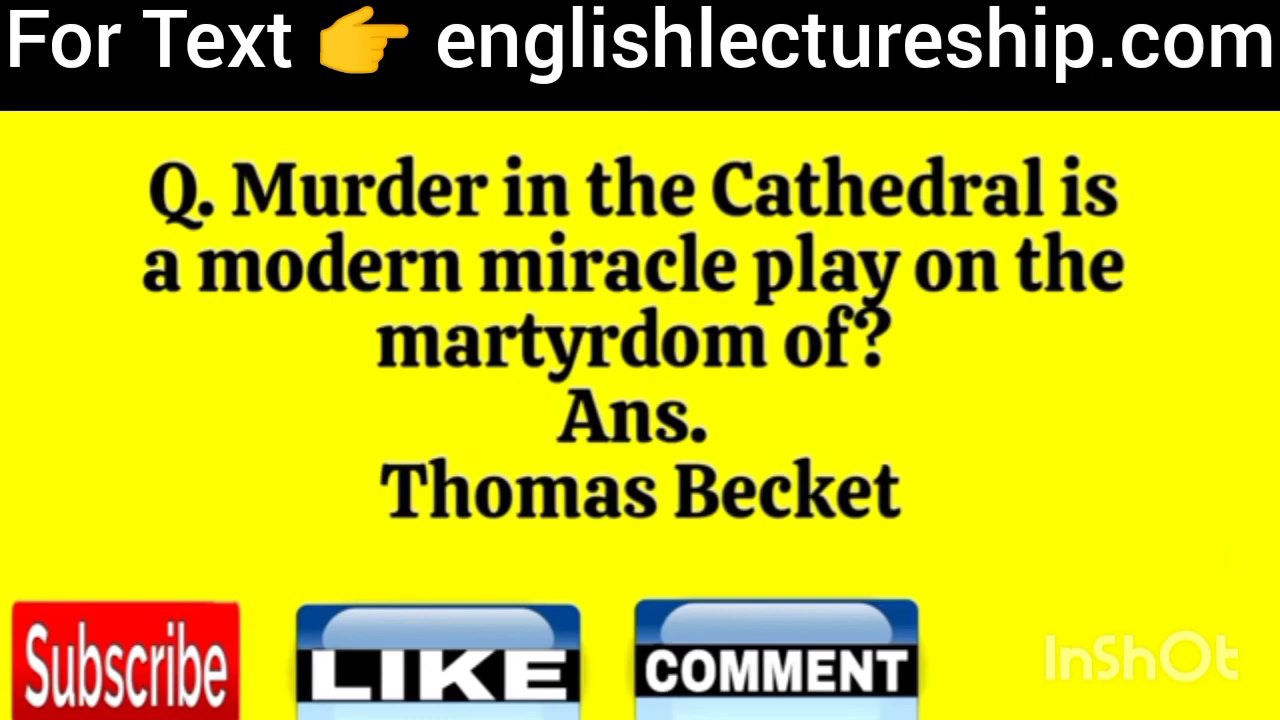 For Text 👉 englishlectureship.com
Q. Murder in the Cathedral is
a modern miracle play on the
martyrdom of?
Ans.
Thomas Becket
Subscribe
LIKE
COMMENT
InShOt